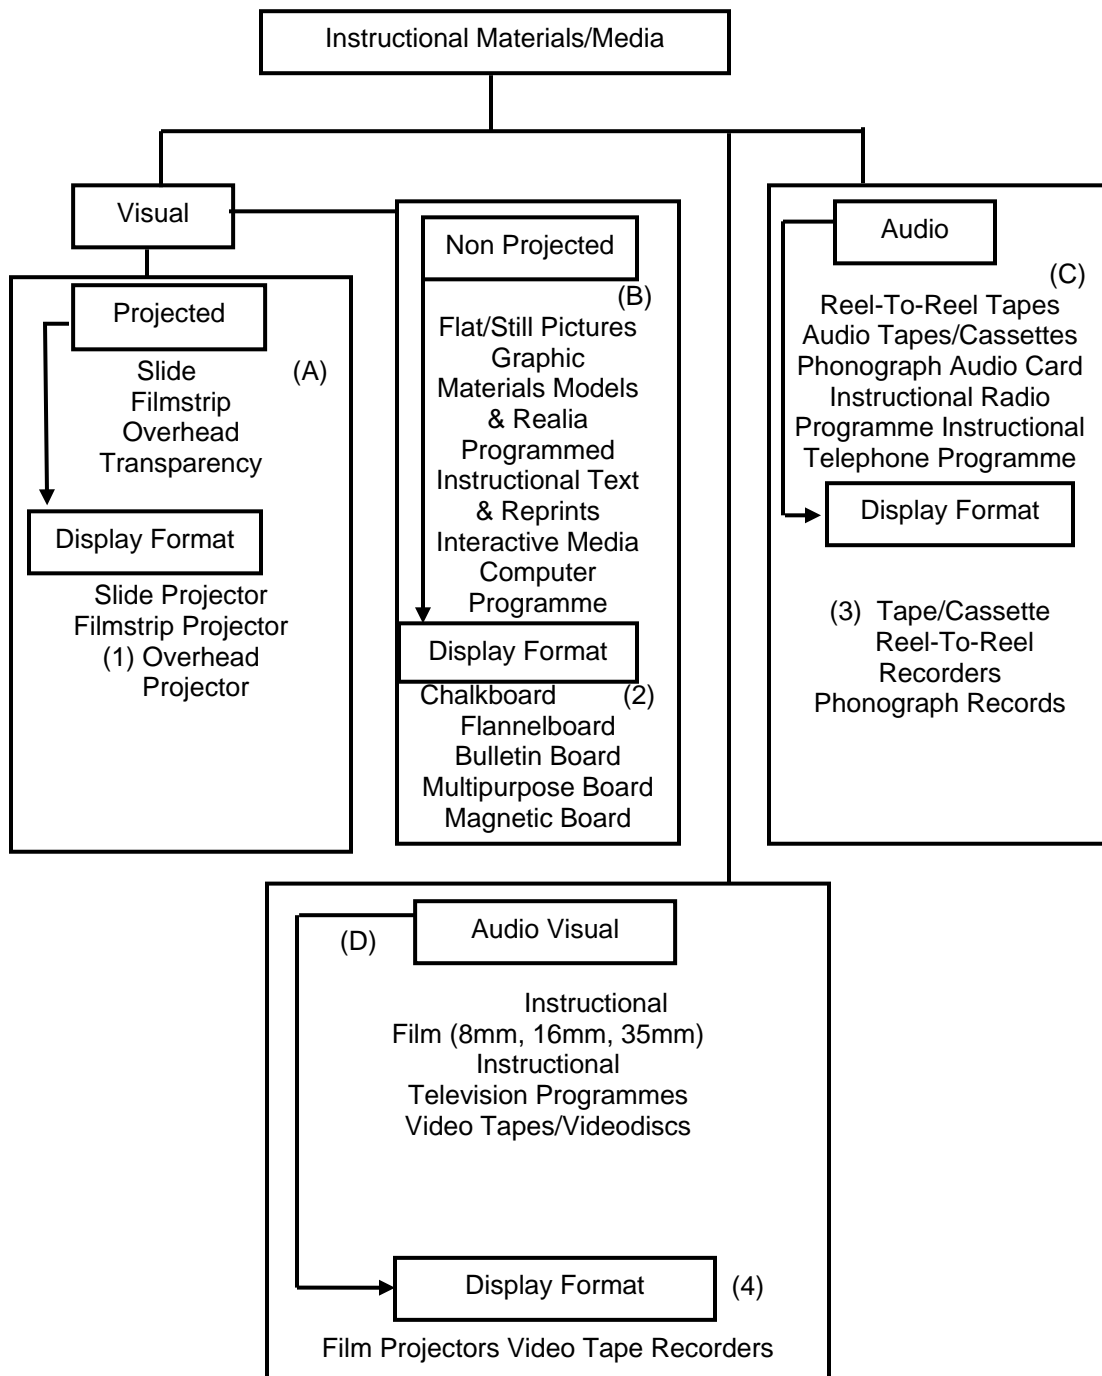 Instructional Materials/Media
Visual
Projected
(A)
Slide
Filmstrip
Overhead
Transparency
Display Format
Slide Projector
Filmstrip Projector
(1) Overhead
Projector
Non Projected
(B)
Flat/Still Pictures
Graphic
Materials Models
& Realia
Programmed
Instructional Text
& Reprints
Interactive Media
Computer
Programme
Display Format
Chalkboard (2)
Flannelboard
Bulletin Board
Multipurpose Board
Magnetic Board
Audio
(C)
Reel-To-Reel Tapes
Audio Tapes/Cassettes
Phonograph Audio Card
Instructional Radio
Programme Instructional
Telephone Programme
Display Format
(3) Tape/Cassette
Reel-To-Reel
Recorders
Phonograph Records
Audio Visual
(D)
Instructional
Film (8mm, 16mm, 35mm)
Instructional
Television Programmes
Video Tapes/Videodiscs
Display Format (4)
Film Projectors Video Tape Recorders